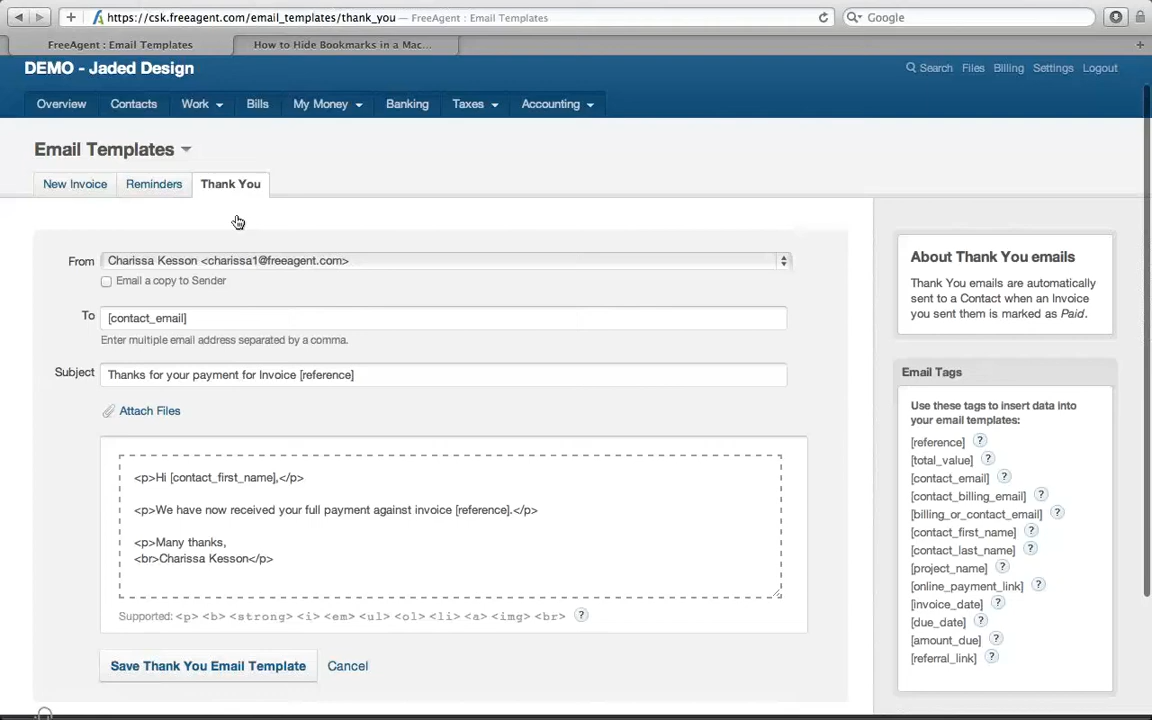 https://csk.freeagent.com/email_templates/thank_you — FreeAgent : Email Templates
Google
FreeAgent : Email Templates
How to Hide Bookmarks in a Mac...
DEMO - Jaded Design
Search Files Billing Settings Logout
Overview Contacts Work Bills My Money Banking Taxes Accounting
Email Templates
New Invoice Reminders Thank You
From Charissa Kesson <charissa1@freeagent.com>
Email a copy to Sender
To [contact_email]
Enter multiple email address separated by a comma.
Subject Thanks for your payment for Invoice [reference]
Attach Files
<p>Hi [contact_first_name],</p>
<p>We have now received your full payment against invoice [reference].</p>
<p>Many thanks,
<br>Charissa Kesson</p>
Supported: <p> <b> <strong> <i> <em> <ul> <ol> <li> <a> <img> <br> ?
Save Thank You Email Template Cancel
About Thank You emails
Thank You emails are automatically
sent to a Contact when an Invoice
you sent them is marked as Paid.
Email Tags
Use these tags to insert data into
your email templates:
[reference] ?
[total_value] ?
[contact_email] ?
[contact_billing_email] ?
[billing_or_contact_email] ?
[contact_first_name] ?
[contact_last_name] ?
[project_name] ?
[online_payment_link] ?
[invoice_date] ?
[due_date] ?
[amount_due] ?
[referral_link] ?